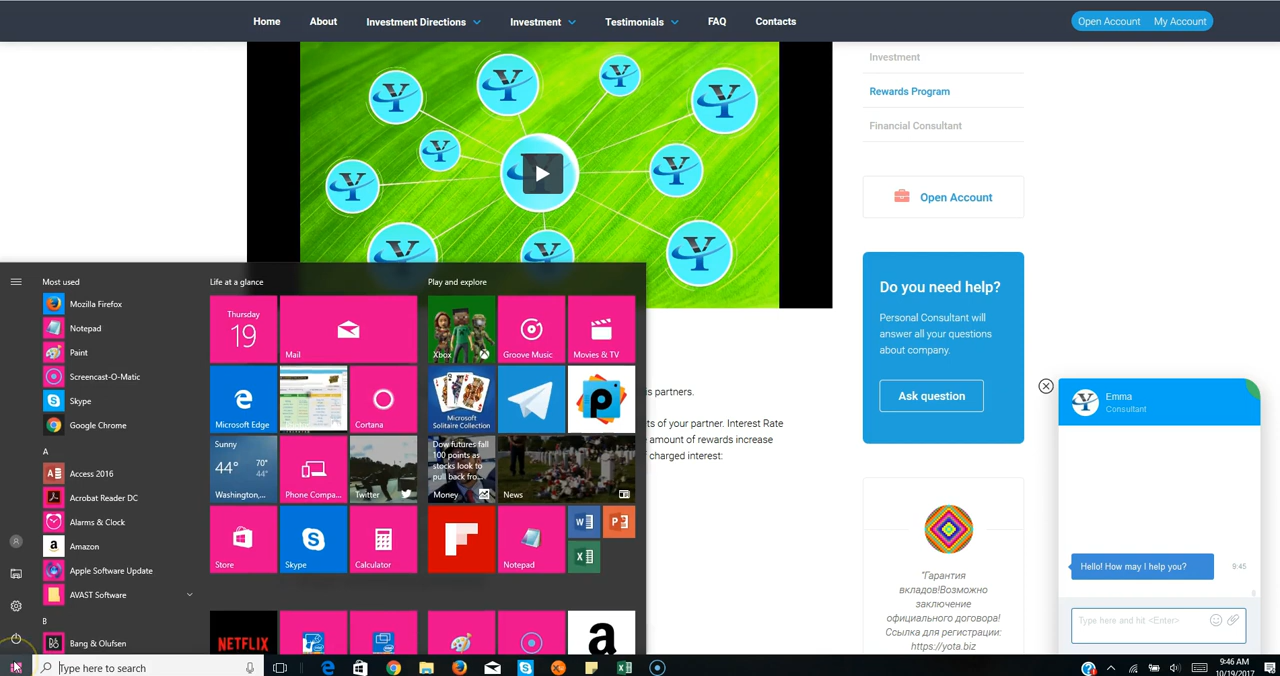 Home
About
Investment Directions
Investment
Testimonials
FAQ
Contacts
Open Account
My Account
Investment
Rewards Program
Financial Consultant
Open Account
Do you need help?
Personal Consultant will
answer all your questions
about company.
Ask question
s partners.
ts of your partner. Interest Rate
amount of rewards increase
f charged interest:
"Гарантия
вкладов!Возможно
заключение
официального договора!
Ссылка для регистрации:
https://yota.biz
Emma
Consultant
Hello! How may I help you?
9:45
Type here and hit <Enter>
Most used
Mozilla Firefox
Notepad
Paint
Screencast-O-Matic
Skype
Google Chrome
A
Access 2016
Acrobat Reader DC
Alarms & Clock
Amazon
Apple Software Update
AVAST Software
B
Bang & Olufsen
Life at a glance
Thursday
19
Mail
Microsoft Edge
Cortana
Sunny
44° 70°
44°
Washington,...
Phone Compa...
Twitter
Store
Skype
Calculator
NETFLIX
Play and explore
Xbox
Groove Music
Movies & TV
Microsoft
Solitaire Collection
Dow futures fall
100 points as
stocks look to
pull back fro...
Money
News
Notepad
Type here to search
9:46 AM
10/19/2017